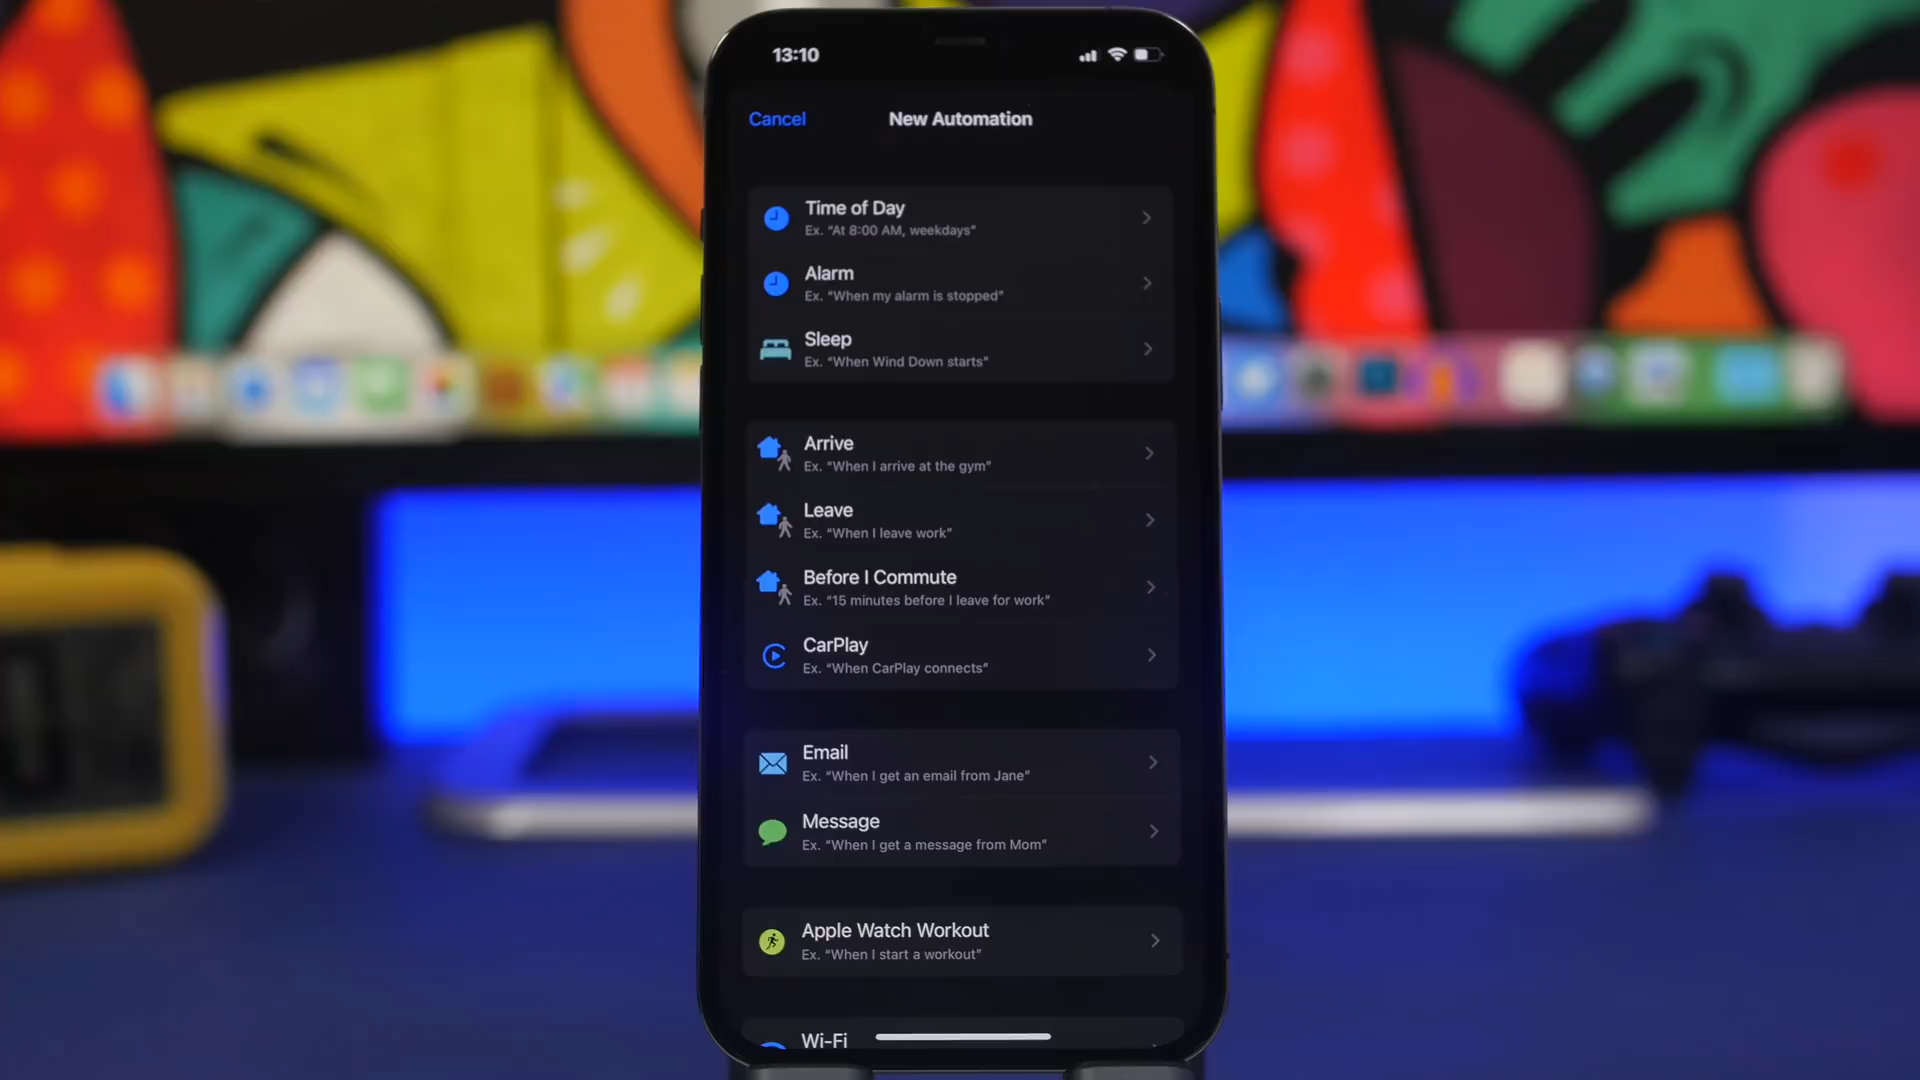 13:10
Cancel
New Automation
Time of Day
Ex. “At 8:00 AM, weekdays”
Alarm
Ex. “When my alarm is stopped”
Sleep
Ex. “When Wind Down starts”
Arrive
Ex. “When I arrive at the gym”
Leave
Ex. “When I leave work”
Before I Commute
Ex. “15 minutes before I leave for work”
CarPlay
Ex. “When CarPlay connects”
Email
Ex. “When I get an email from Jane”
Message
Ex. “When I get a message from Mom”
Apple Watch Workout
Ex. “When I start a workout”
Wi-Fi